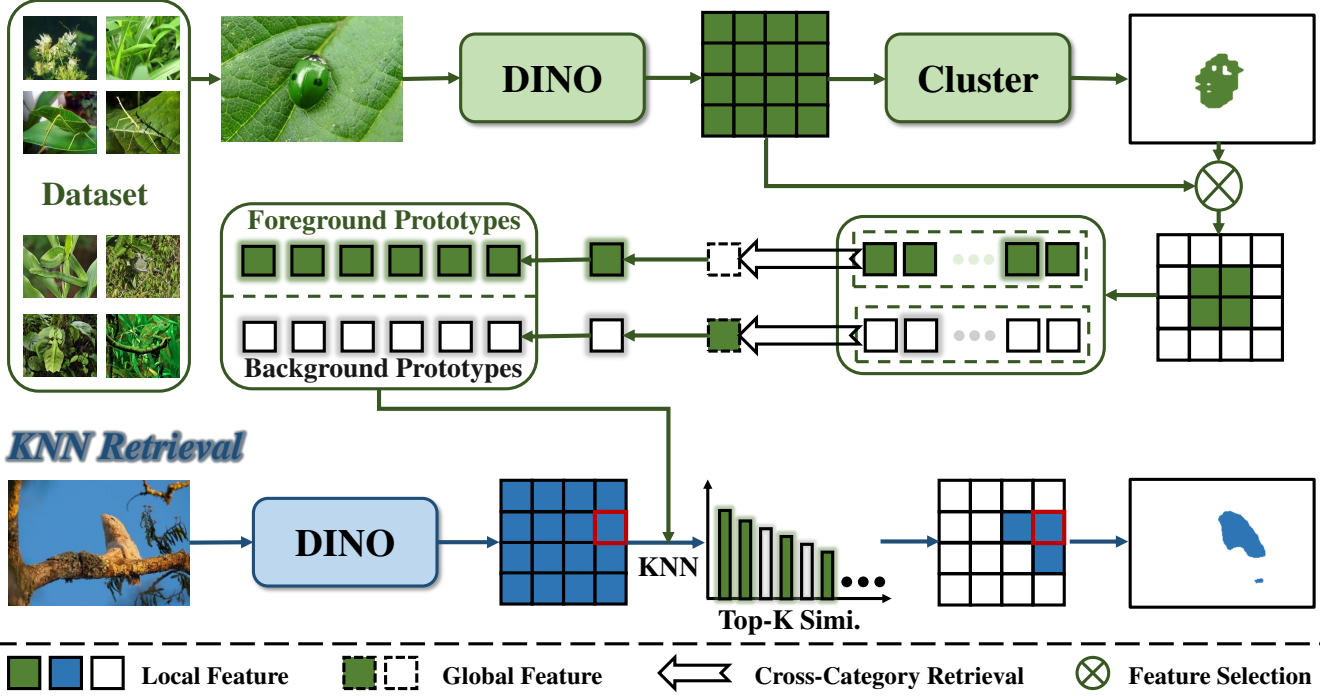 DINO
Cluster
Dataset
Foreground Prototypes
Background Prototypes
KNN Retrieval
DINO
KNN
Top-K Simi.
Local Feature
Global Feature
Cross-Category Retrieval
Feature Selection